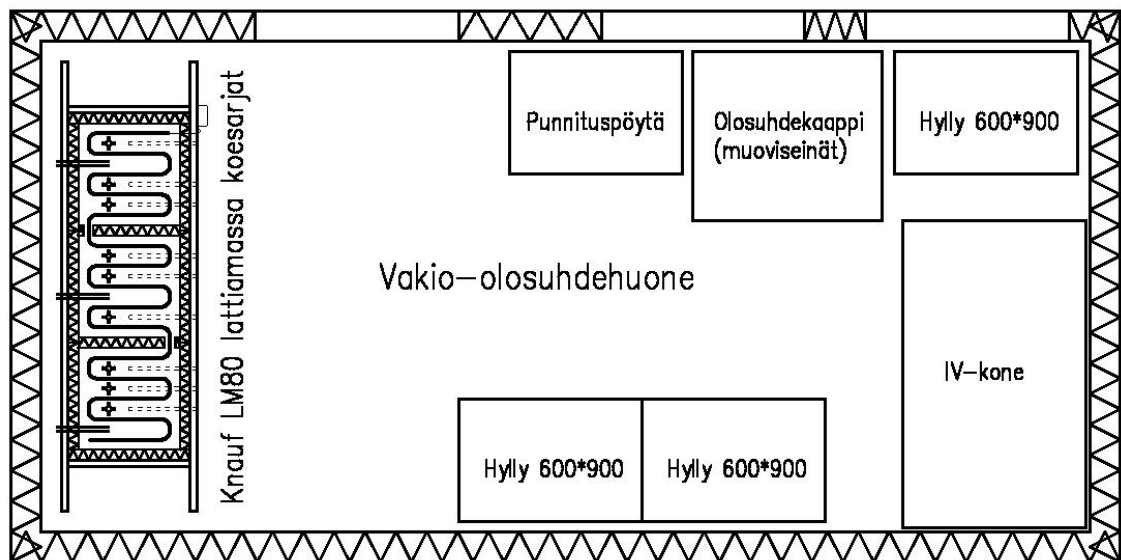 Punnituspöytä
Olosuhdekaappi
(muoviseinät)
Hylly 600*900
Knauf LM80 lattiamassa koesarjat
Vakio-olosuhdehuone
IV-kone
Hylly 600*900
Hylly 600*900